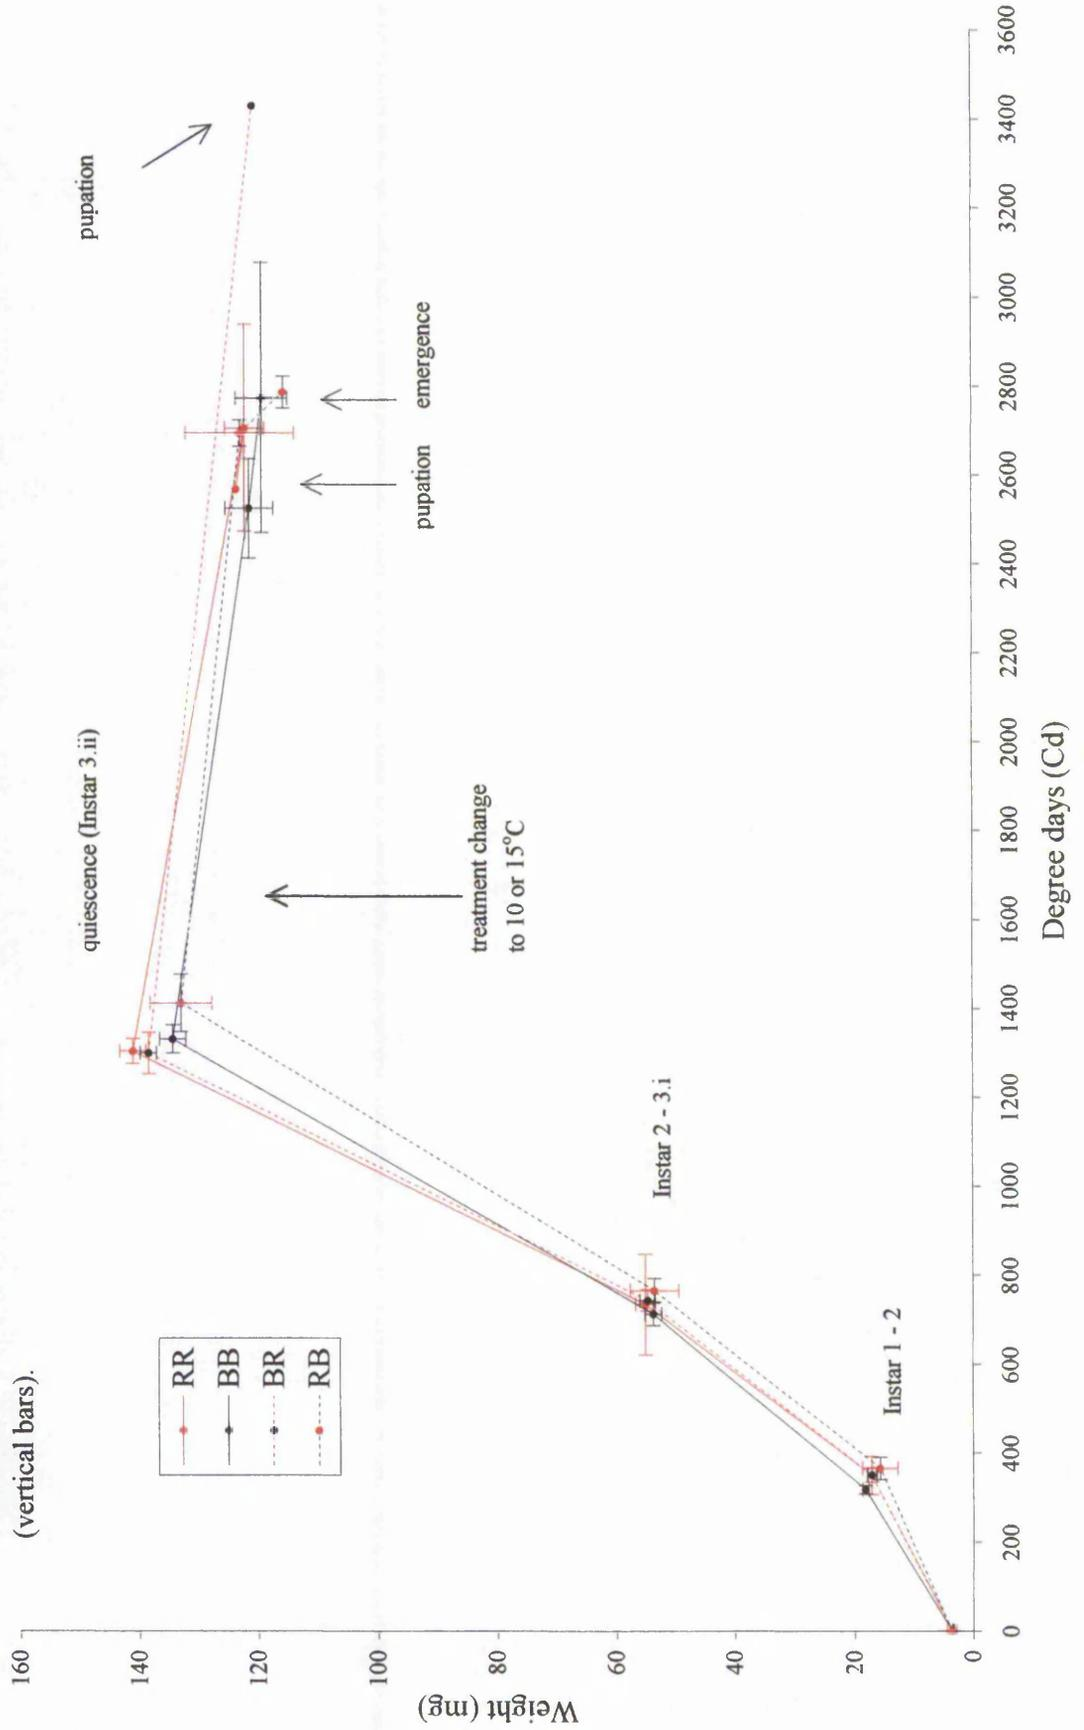 (vertical bars).
160
140
120
100
80
60
40
20
0
Weight (mg)
RR
BB
BR
RB
quiescence (Instar 3.ii)
pupation
pupation
emergence
treatment change
to 10 or 15°C
Instar 2 - 3.i
Instar 1 - 2
0
200
400
600
800
1000
1200
1400
1600
1800
2000
2200
2400
2600
2800
3000
3200
3400
3600
Degree days (Cd)